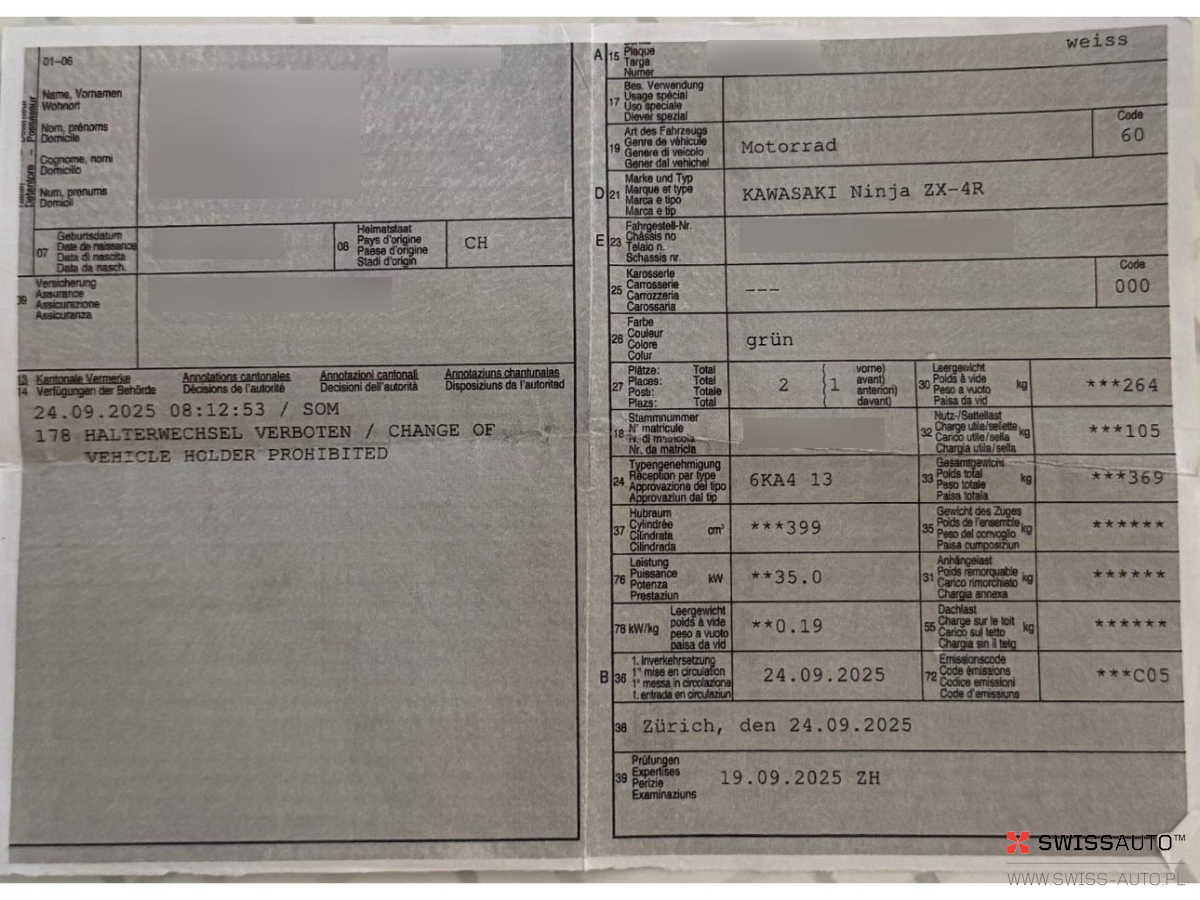 01-06
Name, Vornamen
Wohnort
Nom, prénoms
Domicile
Cognome, nomi
Domicilio
Num, prenums
Domicil
07
Geburtsdatum
Date de naissance
Data di nascita
Data da nasch.
08
Heimatstaat
Pays d'origine
Paese d'origine
Stadi d'origin
CH
09
Versicherung
Assurance
Assicurazione
Assicuranza
13 Kantonale Vermerke
14 Verfügungen der Behörde
Annotations cantonales
Décisions de l'autorité
Annotazioni cantonali
Decisioni dell'autorità
Annotaziuns chantunalas
Disposiziuns da l'autoritad
24.09.2025 08:12:53 / SOM
178 HALTERWECHSEL VERBOTEN / CHANGE OF
VEHICLE HOLDER PROHIBITED
A 15
Plaque
Targa
Numer
weiss
17
Bes. Verwendung
Usage spécial
Uso speciale
Diever spezial
19
Art des Fahrzeugs
Genre de véhicule
Genere di veicolo
Gener dal vehichel
Motorrad
Code
60
D 21
Marke und Typ
Marque et type
Marca e tipo
Marca e tip
KAWASAKI Ninja ZX-4R
E 23
Fahrgestell-Nr.
Châssis no
Telaio n.
Schassis nr.
25
Karosserie
Carrosserie
Carrozzeria
Carossaria
---
Code
000
26
Farbe
Couleur
Colore
Colur
grün
27
Plätze: Total
Places: Total
Posti: Totale
Plazs: Total
2
1
vorne)
avant)
anteriori)
davant)
30
Leergewicht
Poids à vide
Peso a vuoto
Paisa da vid
kg
***264
18
Stammnummer
N° matricule
N. di matricola
Nr. da matricla
32
Nutz-/Sattellast
Charge utile/sellette
Carico utile/sella
Chargia utila/sella
kg
***105
24
Typengenehmigung
Réception par type
Approvazione del tipo
Approvaziun dal tip
6KA4 13
33
Gesamtgewicht
Poids total
Peso totale
Paisa totala
kg
***369
37
Hubraum
Cylindrée
Cilindrata
Cilindrada
cm³
***399
35
Gewicht des Zuges
Poids de l'ensemble
Peso del convoglio
Paisa cumposiziun
kg
******
76
Leistung
Puissance
Potenza
Prestaziun
kW
**35.0
31
Anhängelast
Poids remorquable
Carico rimorchiato
Chargia annexa
kg
******
78 kW/kg
Leergewicht
poids à vide
peso a vuoto
paisa da vid
**0.19
55
Dachlast
Charge sur le toit
Carico sul tetto
Chargia sin il tetg
kg
******
B 36
1. Inverkehrsetzung
1re mise en circulation
1a messa in circolazione
1. entrada en circulaziun
24.09.2025
72
Emissionscode
Code émissions
Codice emissioni
Code d'emissiuns
***C05
38 Zürich, den 24.09.2025
39
Prüfungen
Expertises
Perizie
Examinaziuns
19.09.2025 ZH
SWISSAUTO™
WWW.SWISS-AUTO.PL